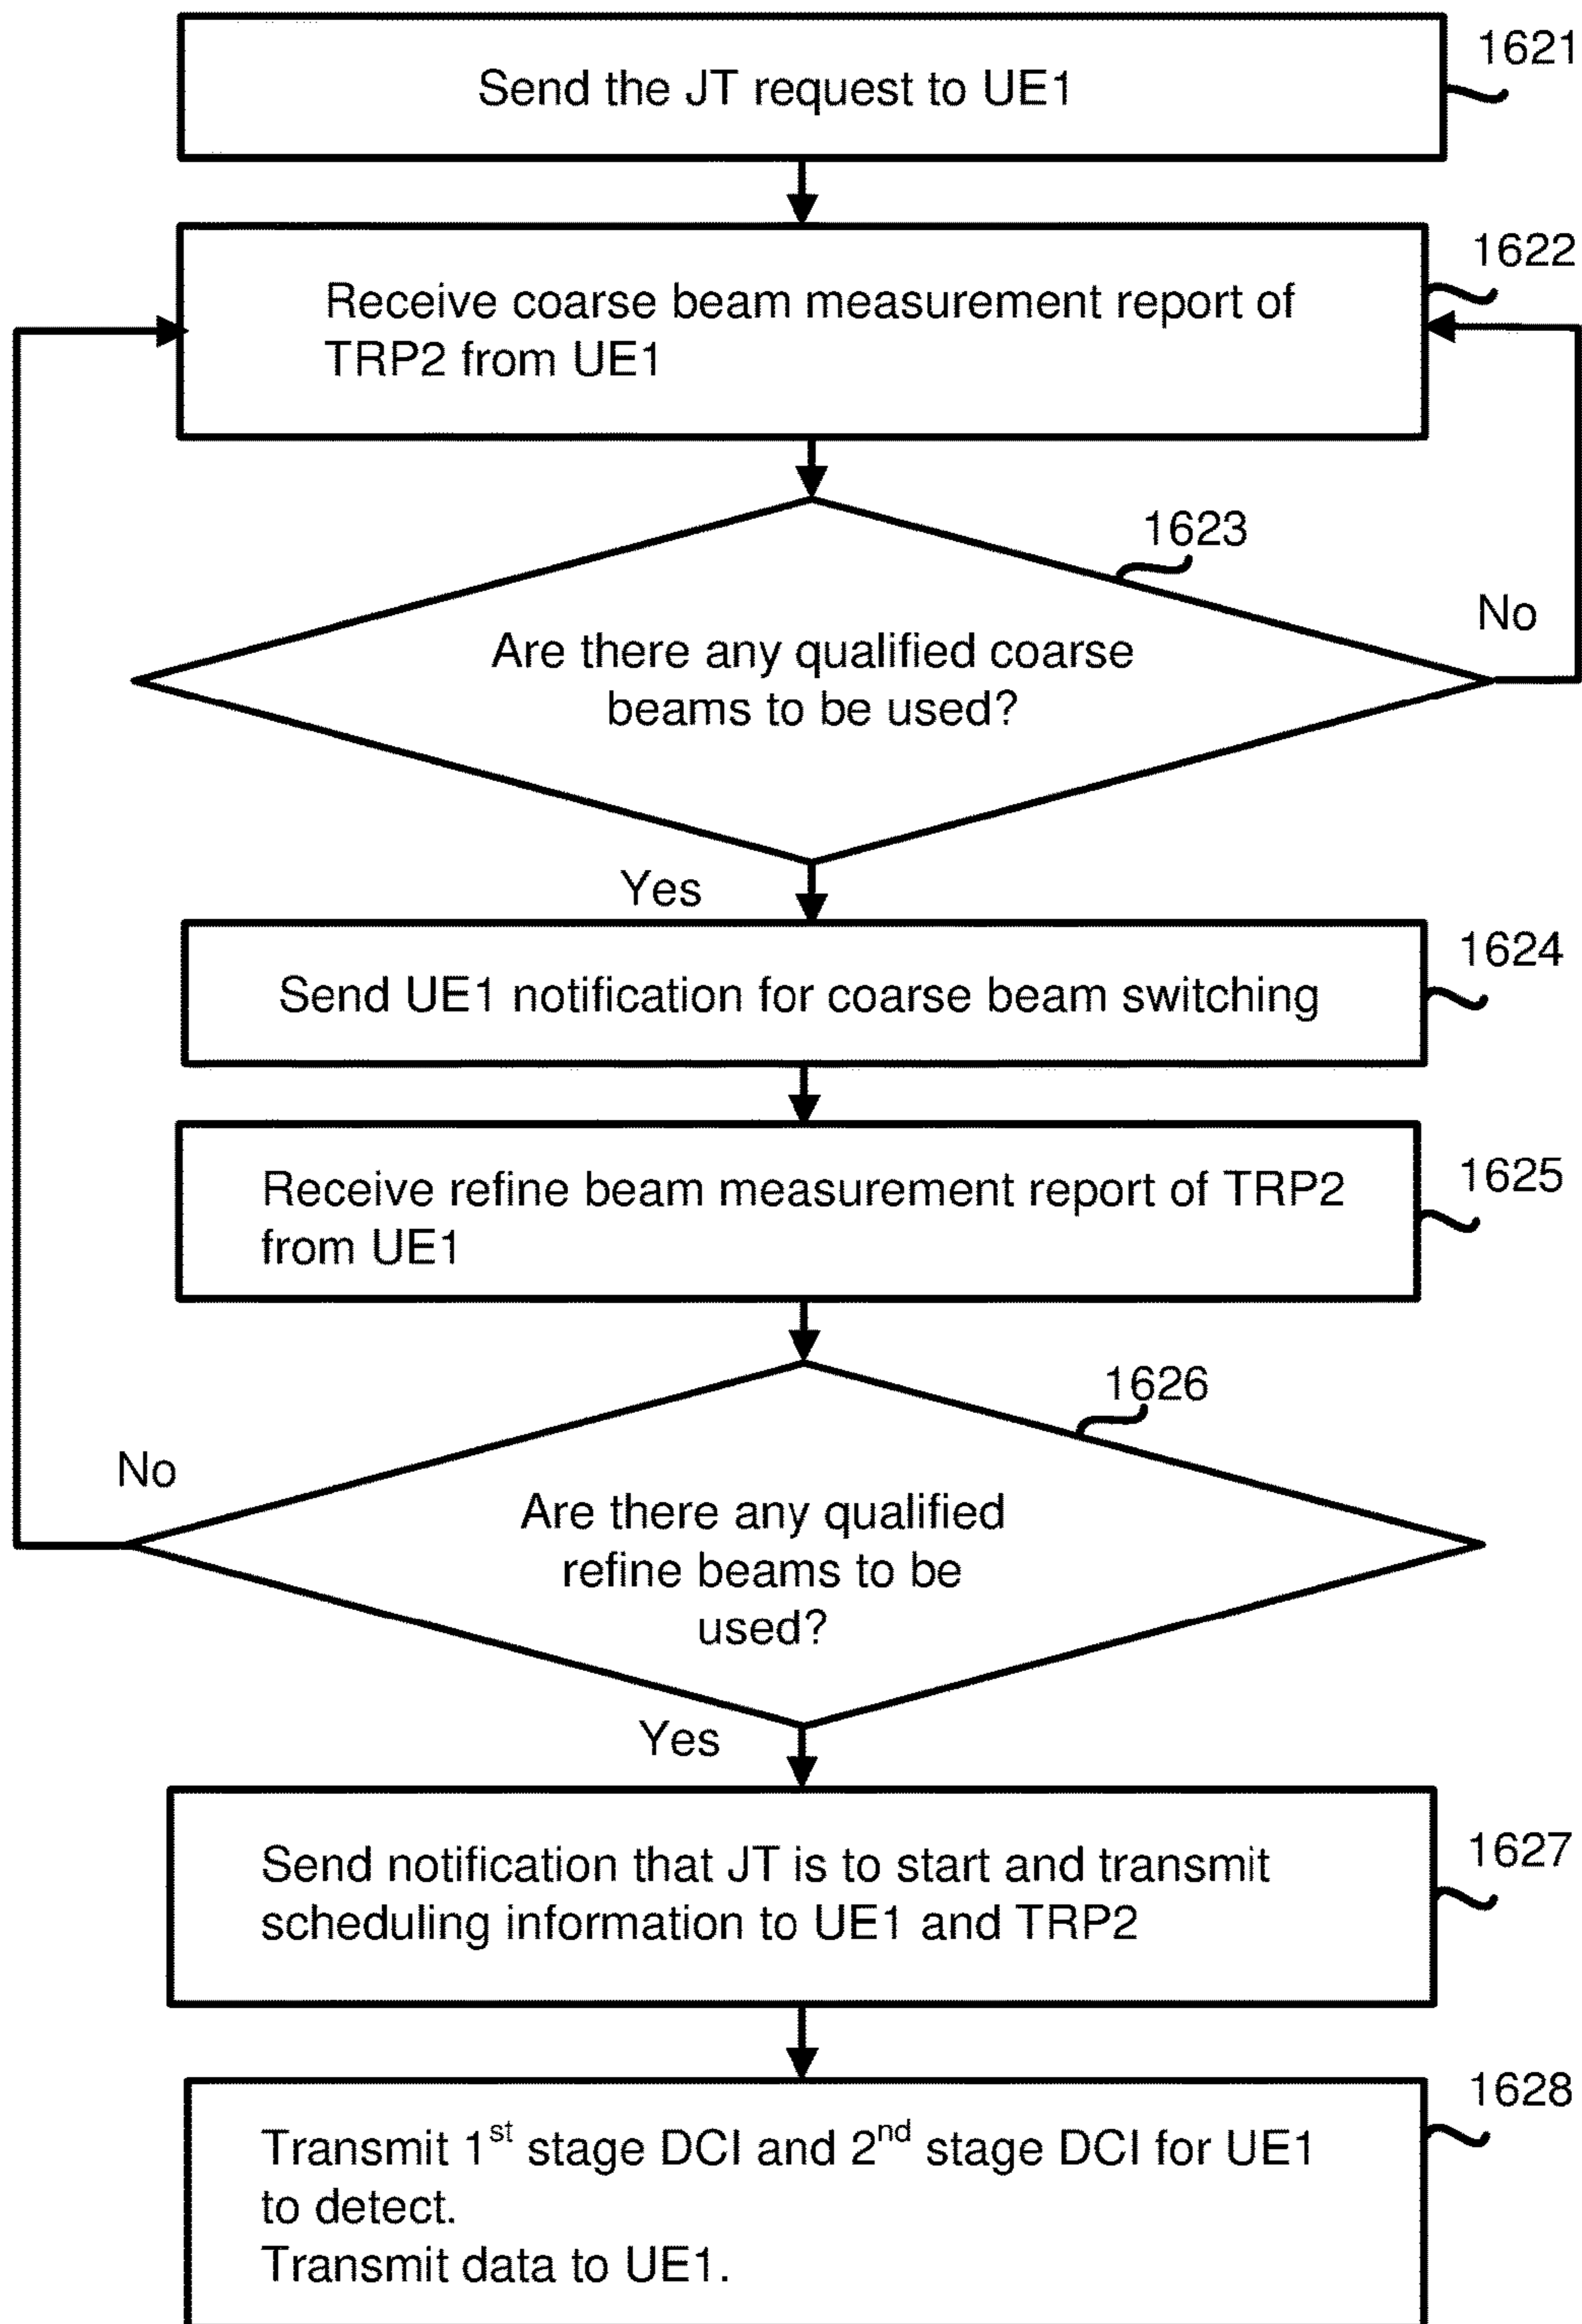 1621
Send the JT request to UE1
1622
Receive coarse beam measurement report of
TRP2 from UE1
1623
No
Are there any qualified coarse
beams to be used?
Yes
1624
Send UE1 notification for coarse beam switching
1625
Receive refine beam measurement report of TRP2
from UE1
1626
No
Are there any qualified
refine beams to be
used?
Yes
1627
Send notification that JT is to start and transmit
scheduling information to UE1 and TRP2
1628
Transmit 1st stage DCI and 2nd stage DCI for UE1
to detect.
Transmit data to UE1.